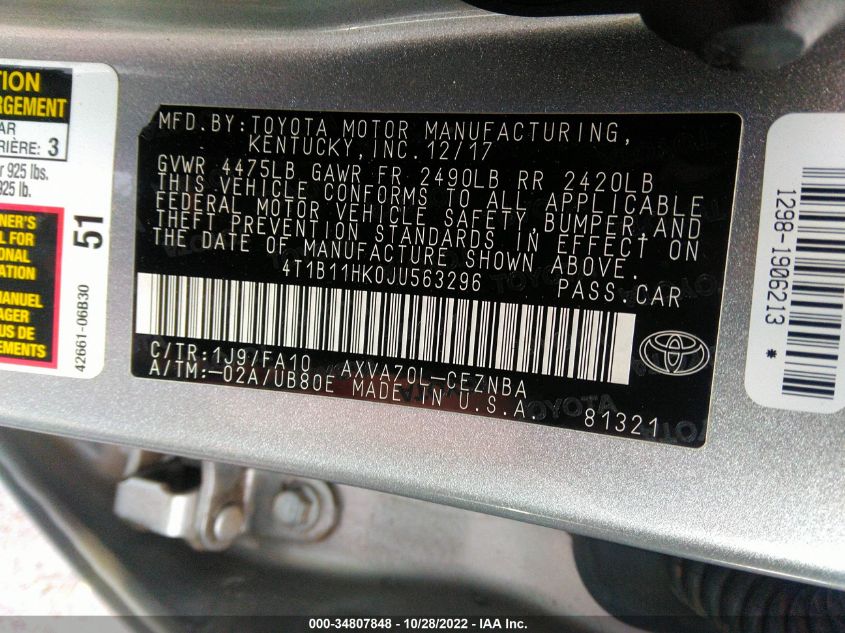 TION
RGEMENT
AR
RIÈRE: 3
r 925 lbs.
925 lb.
NER'S
L FOR
ONAL
ATION
MANUEL
AGER
US DE
NEMENTS
51
42661-06B30
MFD.BY:TOYOTA MOTOR MANUFACTURING,
KENTUCKY,INC.12/17
GVWR 4475LB GAWR FR 2490LB RR 2420LB
THIS VEHICLE CONFORMS TO ALL APPLICABLE
FEDERAL MOTOR VEHICLE SAFETY,BUMPER,AND
THEFT PREVENTION STANDARDS IN EFFECT ON
THE DATE OF MANUFACTURE SHOWN ABOVE.
4T1B11HK0JU563296
PASS.CAR
C/TR:1J9/FA10 AXVA70L-CEZNBA
A/TM:-02A/UB80E MADE IN U.S.A.
81321
TOYOTA
1298-1906213 *
000-34807848 - 10/28/2022 - IAA Inc.